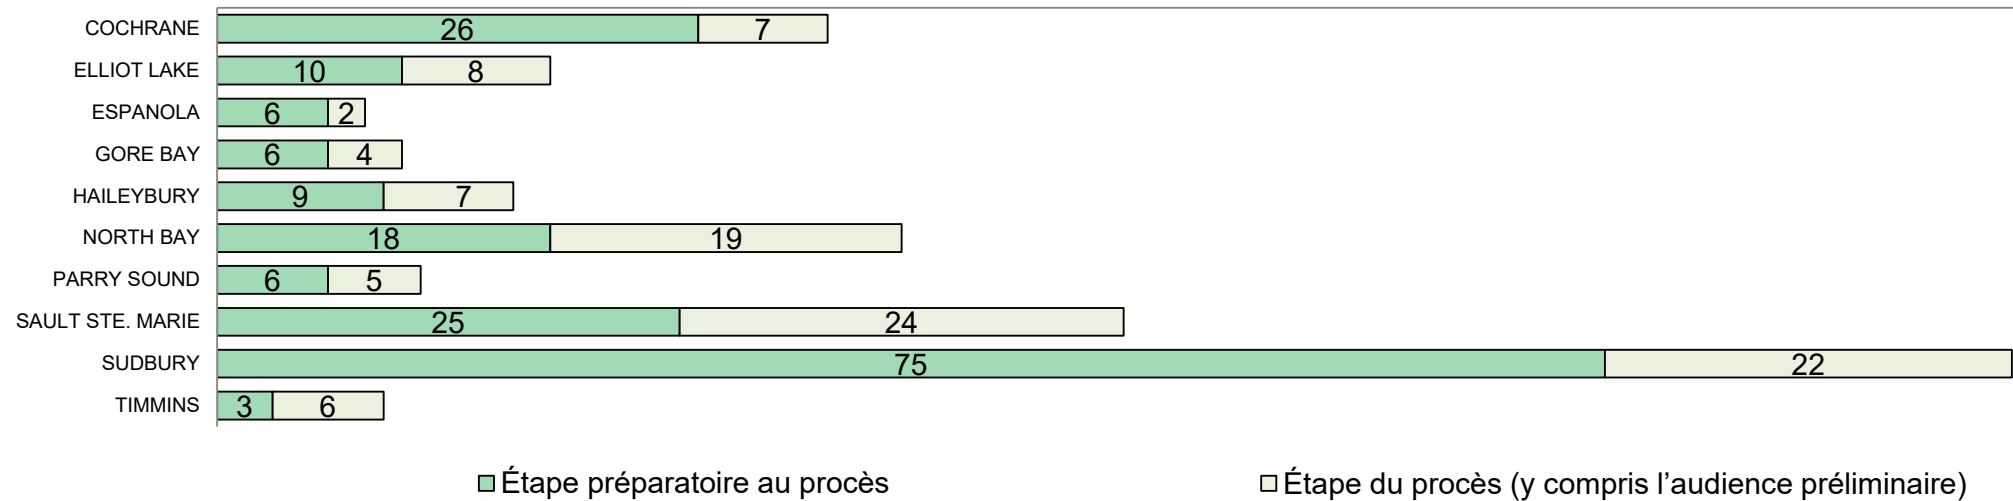 COCHRANE 26 7
ELLIOT LAKE 10 8
ESPANOLA 6 2
GORE BAY 6 4
HAILEYBURY 9 7
NORTH BAY 18 19
PARRY SOUND 6 5
SAULT STE. MARIE 25 24
SUDBURY 75 22
TIMMINS 3 6
Étape préparatoire au procès Étape du procès (y compris l’audience préliminaire)